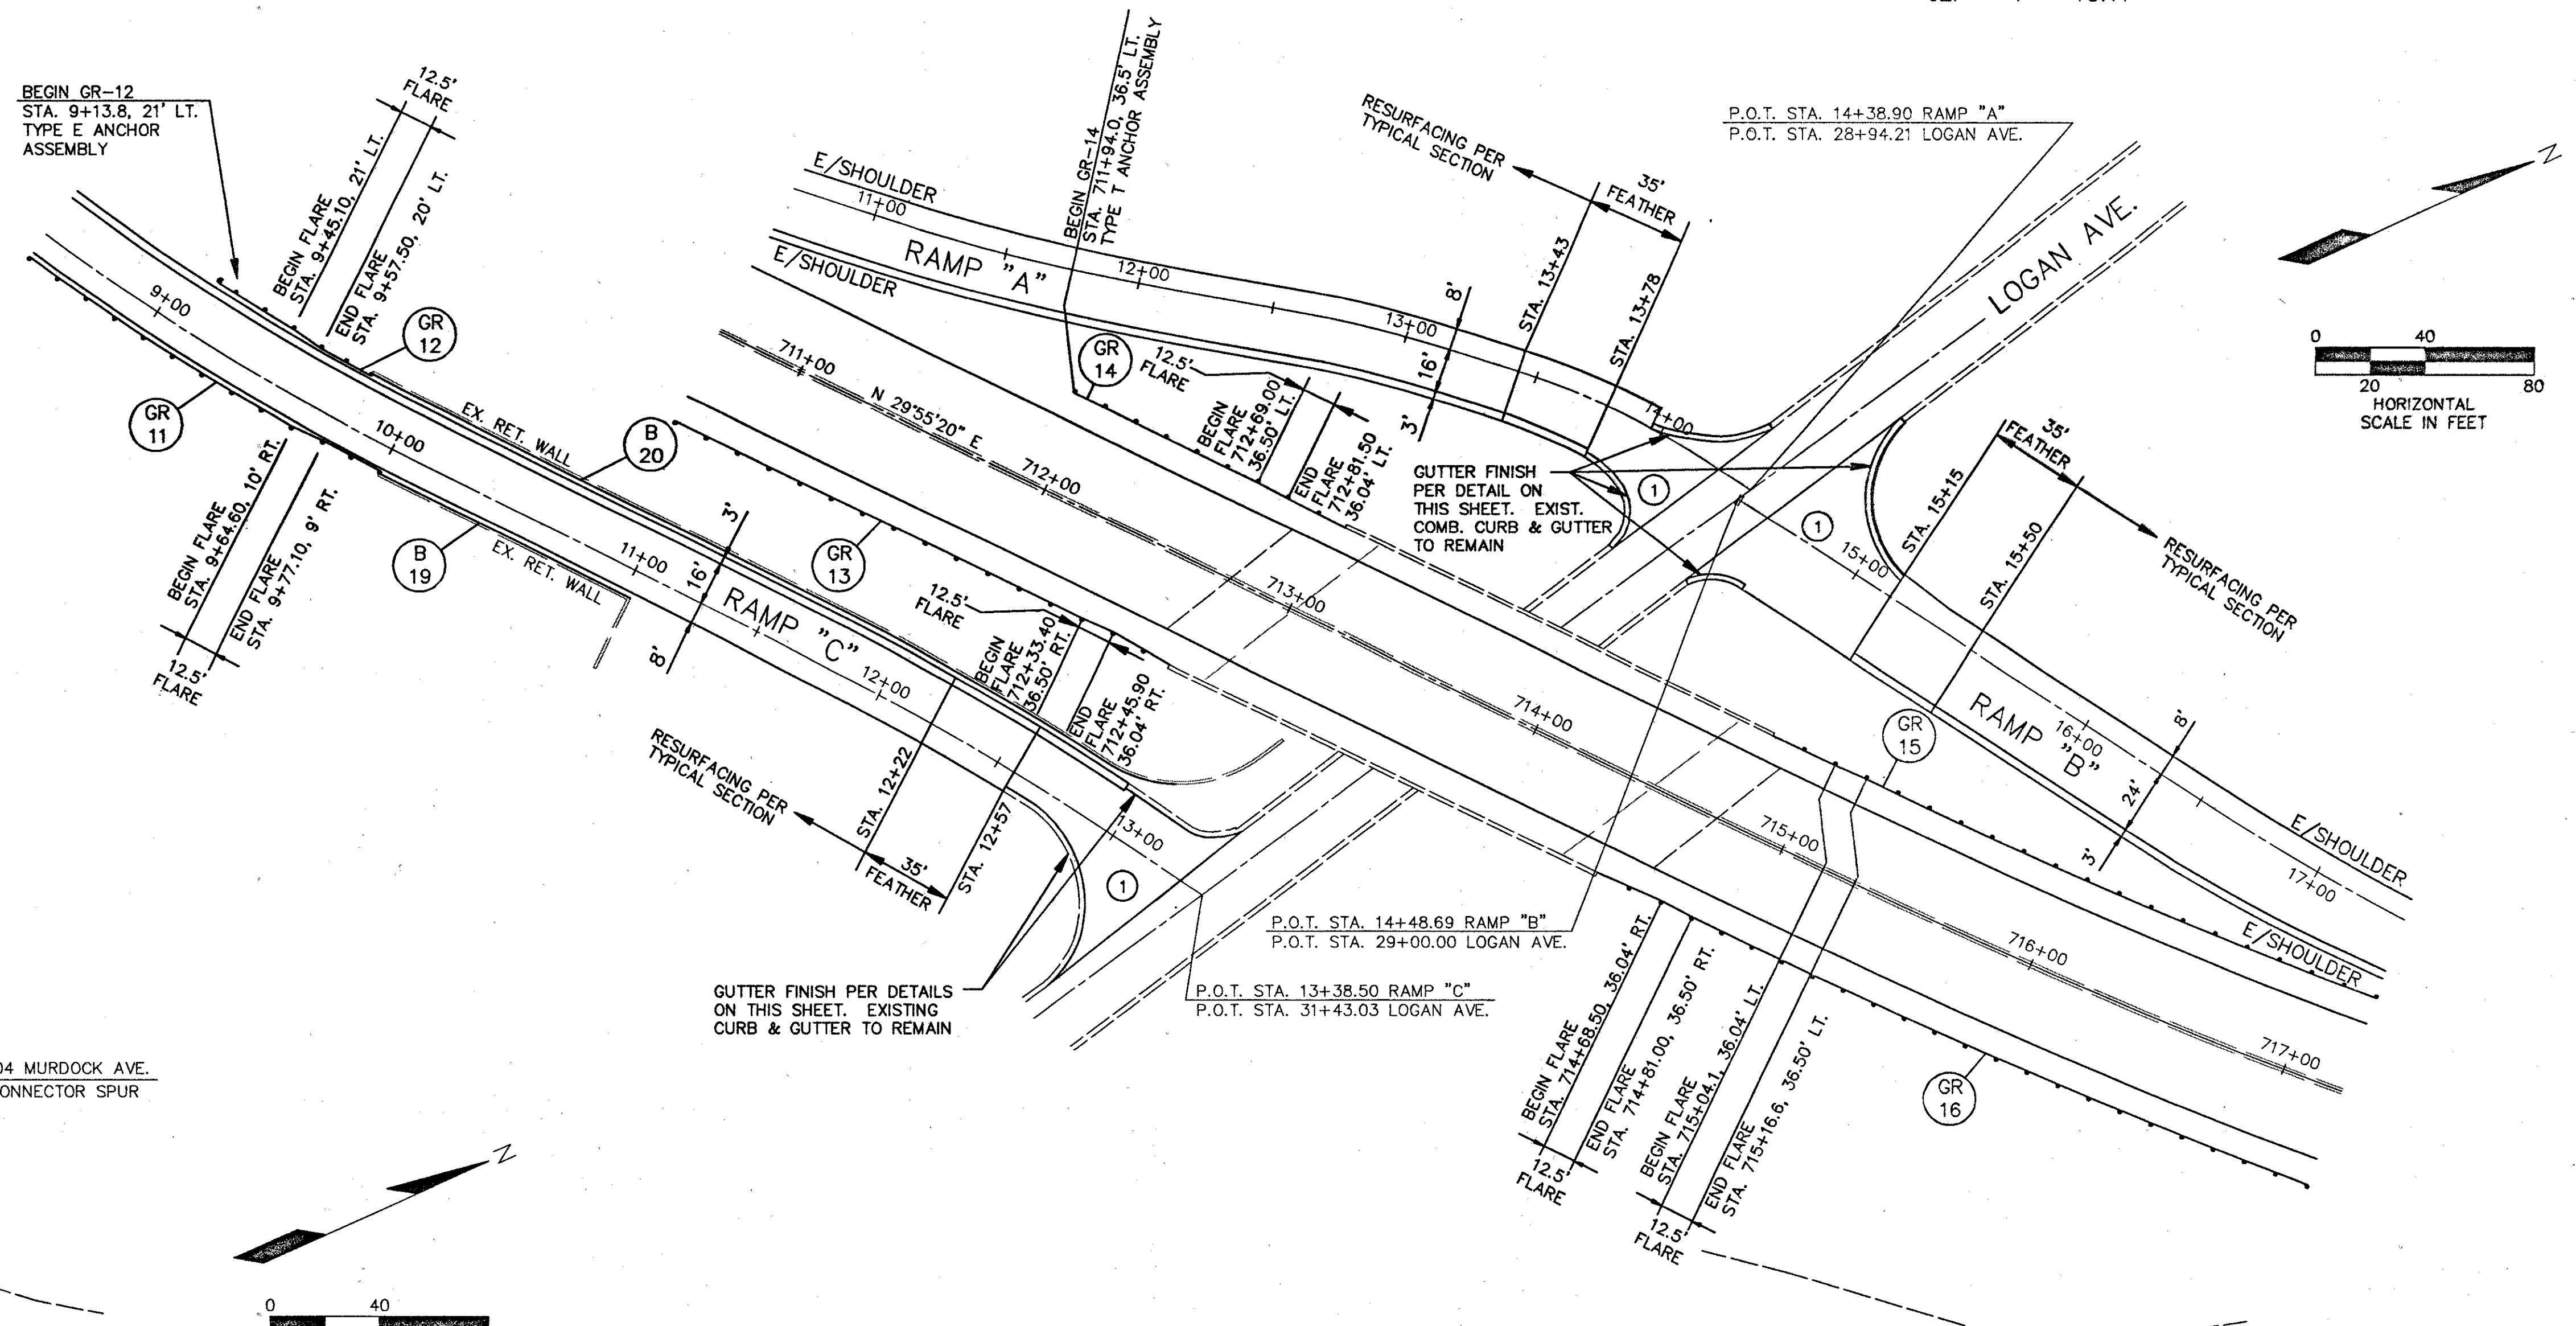 BEGIN GR-12
STA. 9+13.8, 21' LT.
TYPE E ANCHOR
ASSEMBLY
12.5'
FLARE
BEGIN FLARE
STA. 9+45.10, 21' LT.
END FLARE
STA. 9+57.50, 20' LT.
GR
12
9+00
GR
11
10+00
EX. RET. WALL
B
20
BEGIN FLARE
STA. 9+64.60, 10' RT.
END FLARE
STA. 9+77.10, 9' RT.
12.5'
FLARE
B
19
EX. RET. WALL
11+00
3'
16'
8'
RAMP "C"
12+00
GR
13
12.5'
FLARE
BEGIN
FLARE
712+33.40
36.50' RT.
END
FLARE
712+45.90
36.04' RT.
RESURFACING PER
TYPICAL SECTION
STA. 12+22
35'
FEATHER
STA. 12+57
13+00
1
GUTTER FINISH PER DETAILS
ON THIS SHEET. EXISTING
CURB & GUTTER TO REMAIN
E/SHOULDER
11+00
RAMP "A"
E/SHOULDER
BEGIN GR-14
STA. 711+94.0, 36.5' LT.
TYPE T ANCHOR ASSEMBLY
12+00
711+00
N 29°55'20" E
712+00
GR
14
12.5'
FLARE
BEGIN
FLARE
712+69.00
36.50' LT.
END
FLARE
712+81.50
36.04' LT.
13+00
8'
16'
3'
RESURFACING PER
TYPICAL SECTION
35'
FEATHER
STA. 13+43
STA. 13+78
14+00
GUTTER FINISH
PER DETAIL ON
THIS SHEET. EXIST.
COMB. CURB & GUTTER
TO REMAIN
1
P.O.T. STA. 14+38.90 RAMP "A"
P.O.T. STA. 28+94.21 LOGAN AVE.
LOGAN AVE.
1
15+00
STA. 15+15
35'
FEATHER
STA. 15+50
RESURFACING PER
TYPICAL SECTION
N
0 40
20 80
HORIZONTAL
SCALE IN FEET
713+00
714+00
715+00
716+00
717+00
GR
15
RAMP "B"
16+00
8'
24'
3'
E/SHOULDER
17+00
E/SHOULDER
P.O.T. STA. 14+48.69 RAMP "B"
P.O.T. STA. 29+00.00 LOGAN AVE.
P.O.T. STA. 13+38.50 RAMP "C"
P.O.T. STA. 31+43.03 LOGAN AVE.
BEGIN FLARE
STA. 714+68.50, 36.04' RT.
END FLARE
STA. 714+81.00, 36.50' RT.
12.5'
FLARE
BEGIN FLARE
STA. 715+04.1, 36.04' LT.
END FLARE
STA. 715+16.6, 36.50' LT.
12.5'
FLARE
GR
16
04 MURDOCK AVE.
ONNECTOR SPUR
N
0 40